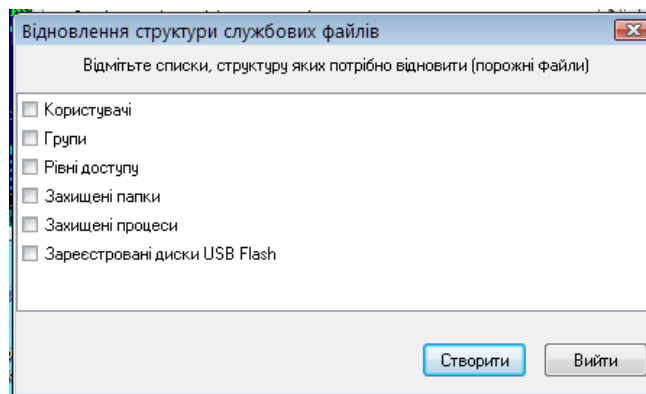 Відновлення структури службових файлів
Відмітьте списки, структуру яких потрібно відновити (порожні файли)
Користувачі
Групи
Рівні доступу
Захищені папки
Захищені процеси
Зареєстровані диски USB Flash
Створити
Вийти